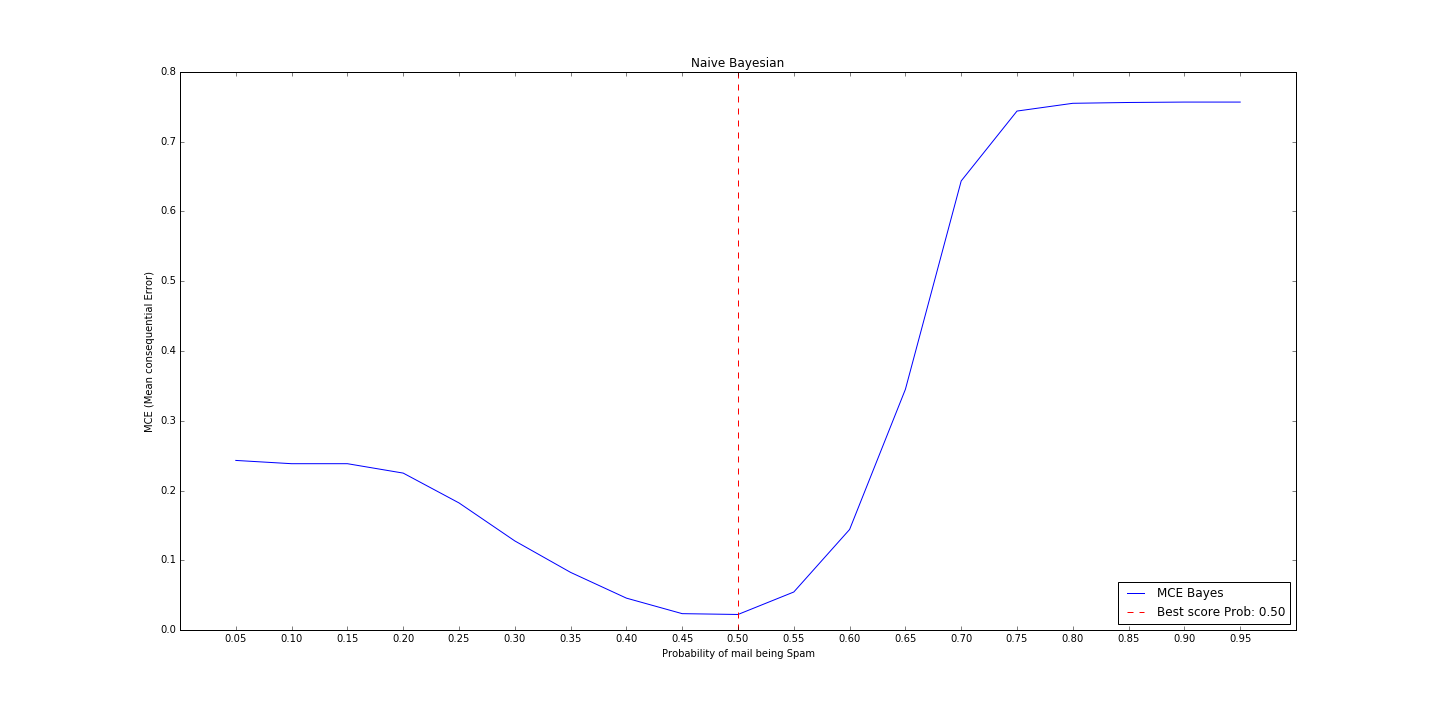 Naive Bayesian
0.8
0.7
0.6
0.5
0.4
0.3
0.2
0.1
0.0
MCE (Mean consequential Error)
MCE Bayes
Best score Prob: 0.50
0.05 0.10 0.15 0.20 0.25 0.30 0.35 0.40 0.45 0.50 0.55 0.60 0.65 0.70 0.75 0.80 0.85 0.90 0.95
Probability of mail being Spam